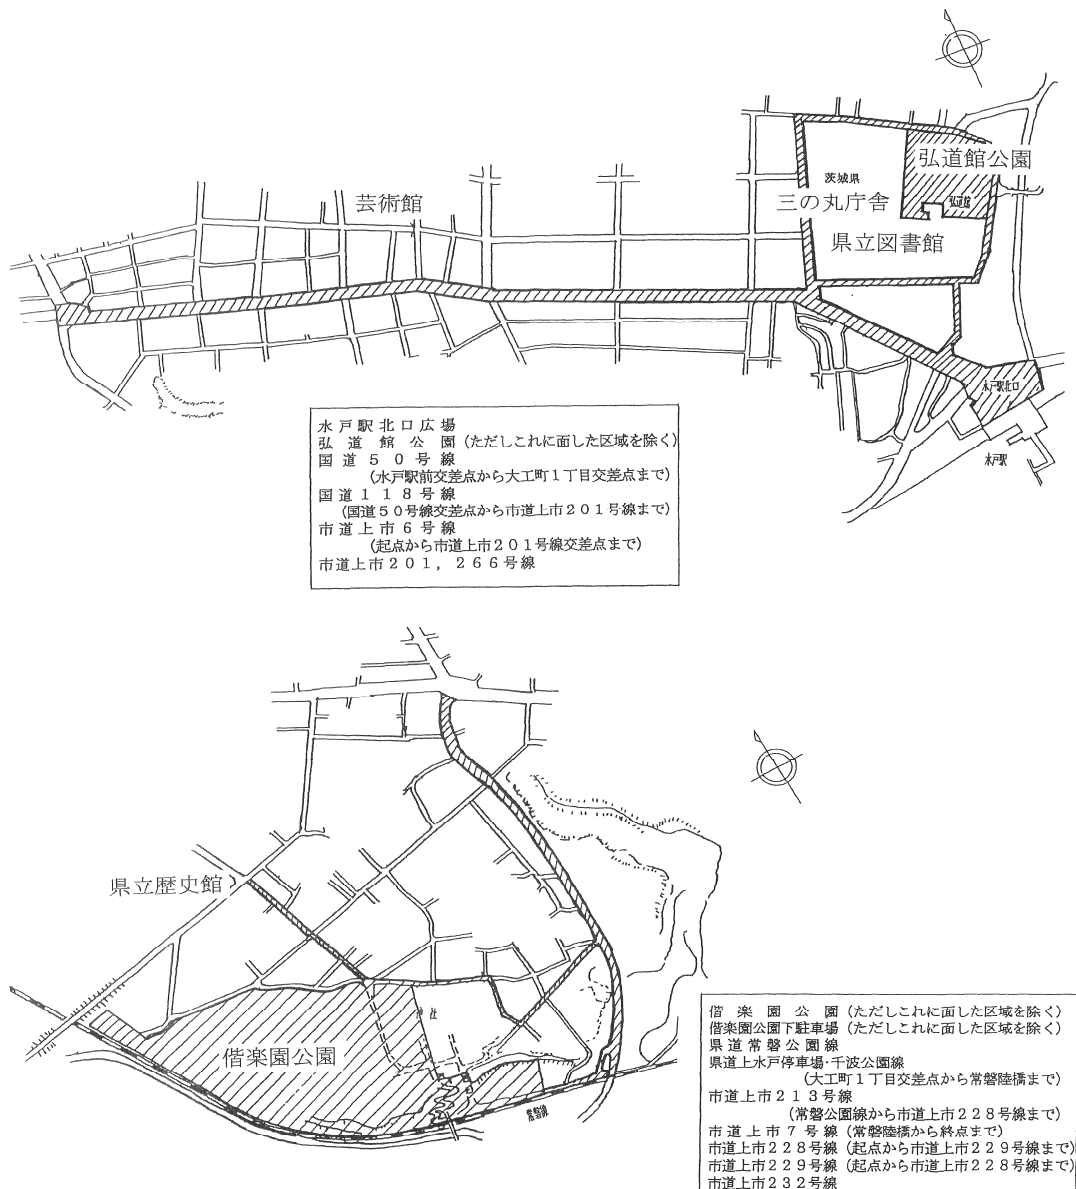 芸術館
弘道館公園
茨城県
三の丸庁舎
弘道館
県立図書館
水戸駅北口
水戸駅
水戸駅北口広場
弘道館公園(ただしこれに面した区域を除く)
国道50号線
(水戸駅前交差点から大工町1丁目交差点まで)
国道118号線
(国道50号線交差点から市道上市201号線まで)
市道上市6号線
(起点から市道上市201号線交差点まで)
市道上市201,266号線
県立歴史館
偕楽園公園
神社
常磐線
偕楽園公園(ただしこれに面した区域を除く)
偕楽園公園下駐車場(ただしこれに面した区域を除く)
県道常磐公園線
県道上水戸停車場・千波公園線
(大工町1丁目交差点から常磐陸橋まで)
市道上市213号線
(常磐公園線から市道上市228号線まで)
市道上市7号線(常磐陸橋から終点まで)
市道上市228号線(起点から市道上市229号線まで)
市道上市229号線(起点から市道上市228号線まで)
市道上市232号線